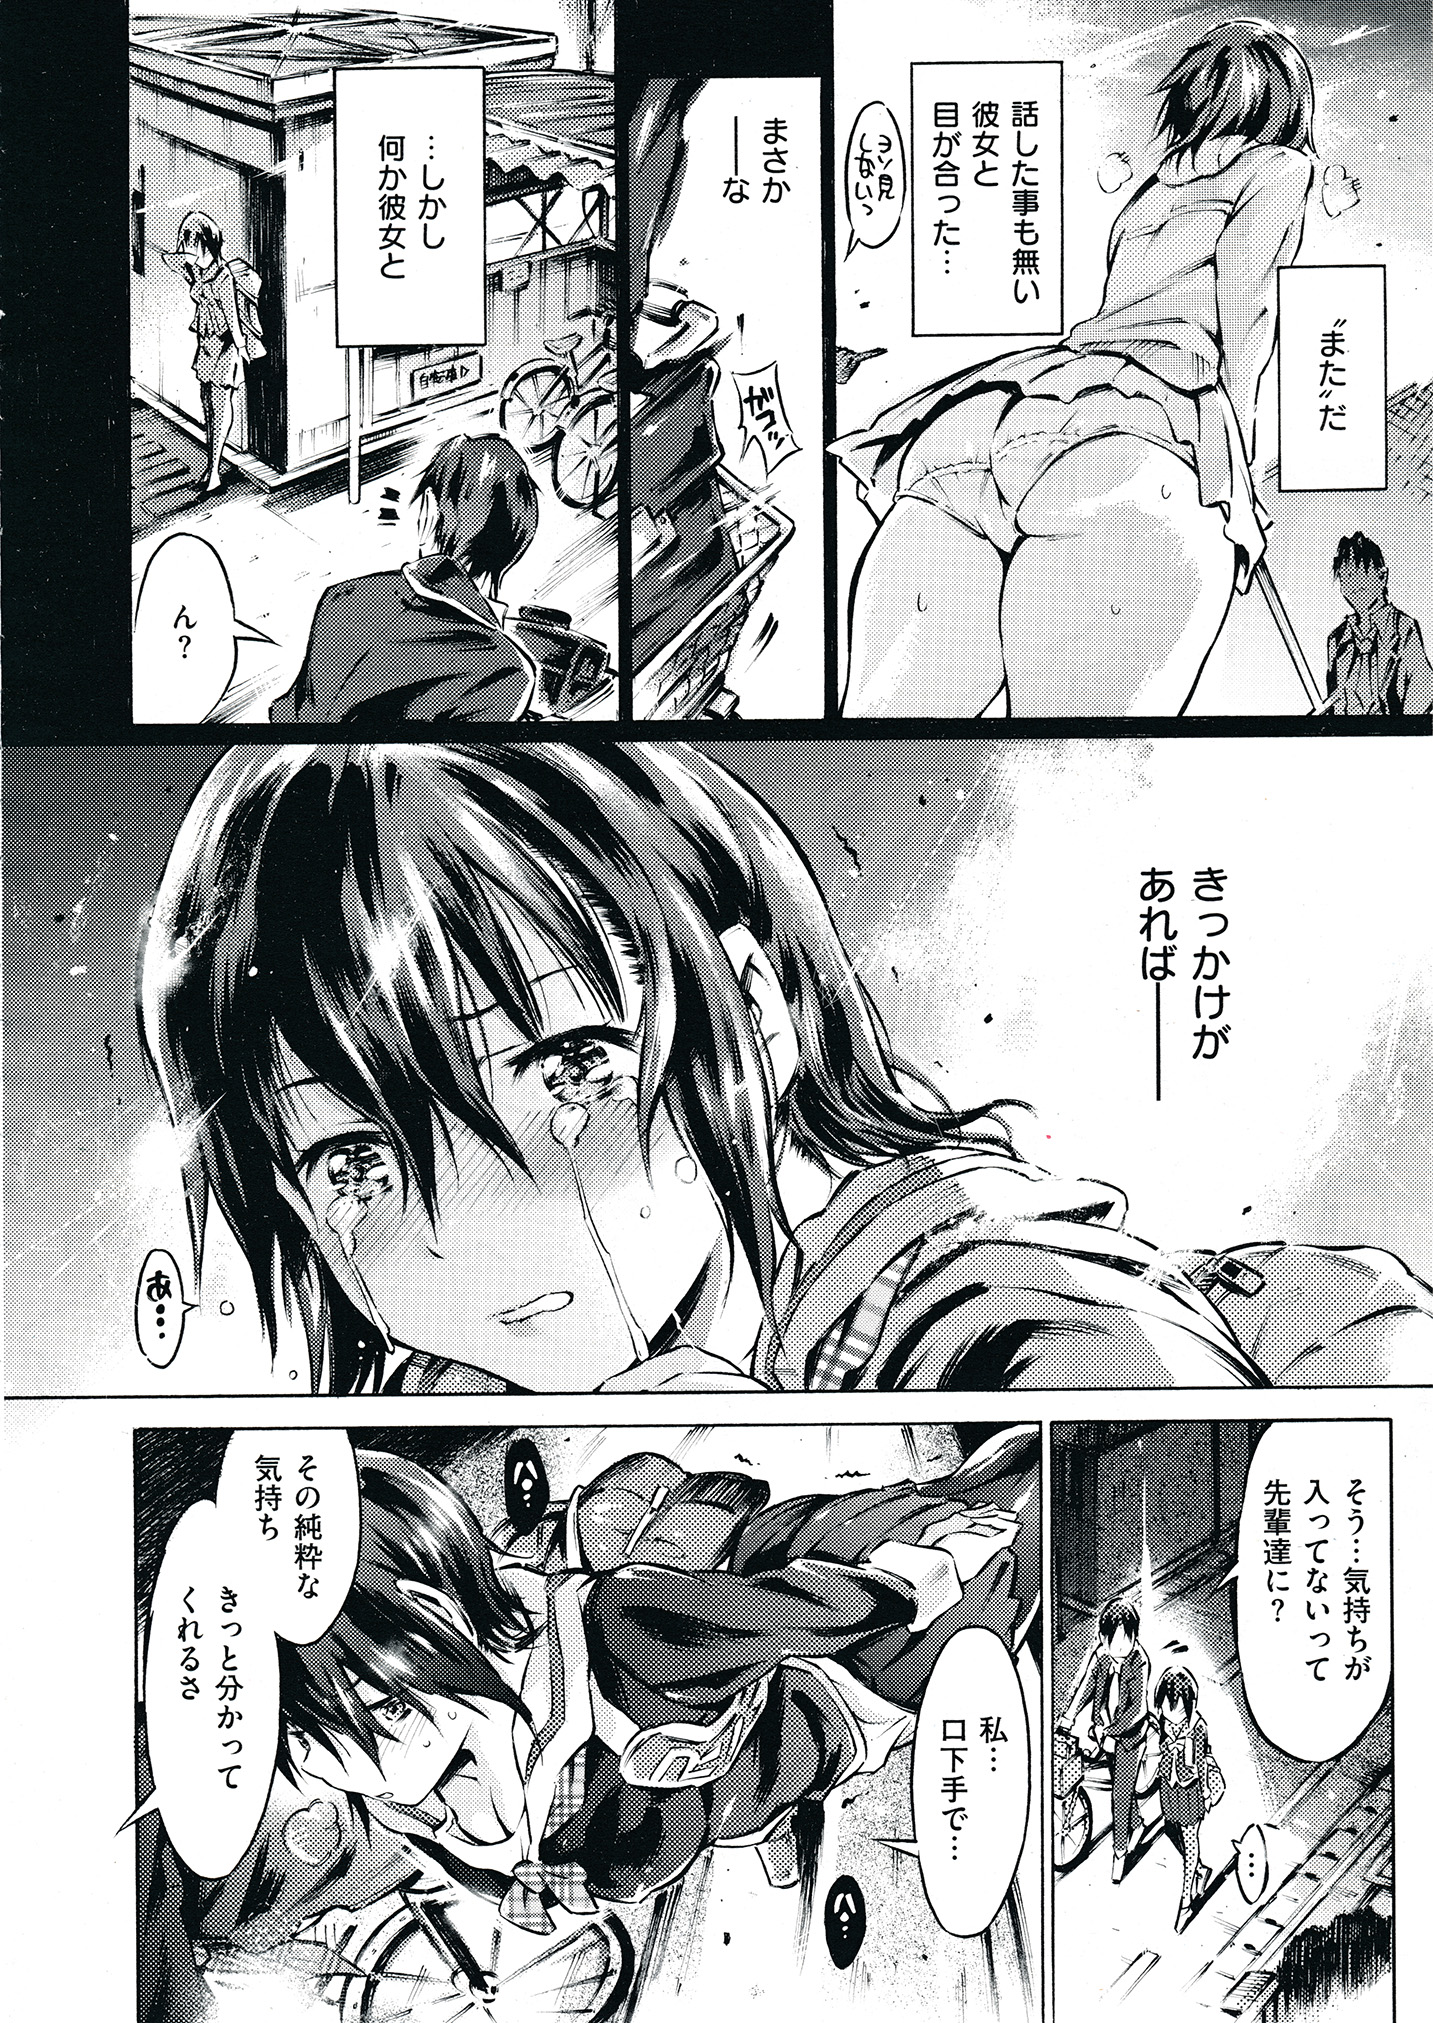 〝また〟だ
話した事も無い
彼女と
目が合った…
ヨソ見
しないっ
まさか
――な
ガコッ
…しかし
何か彼女と
ん?
きっかけが
あれば――
あ…
そう…気持ちが
入ってないって
先輩達に?
…
私…
口下手で…
その純粋な
気持ち
きっと分かって
くれるさ